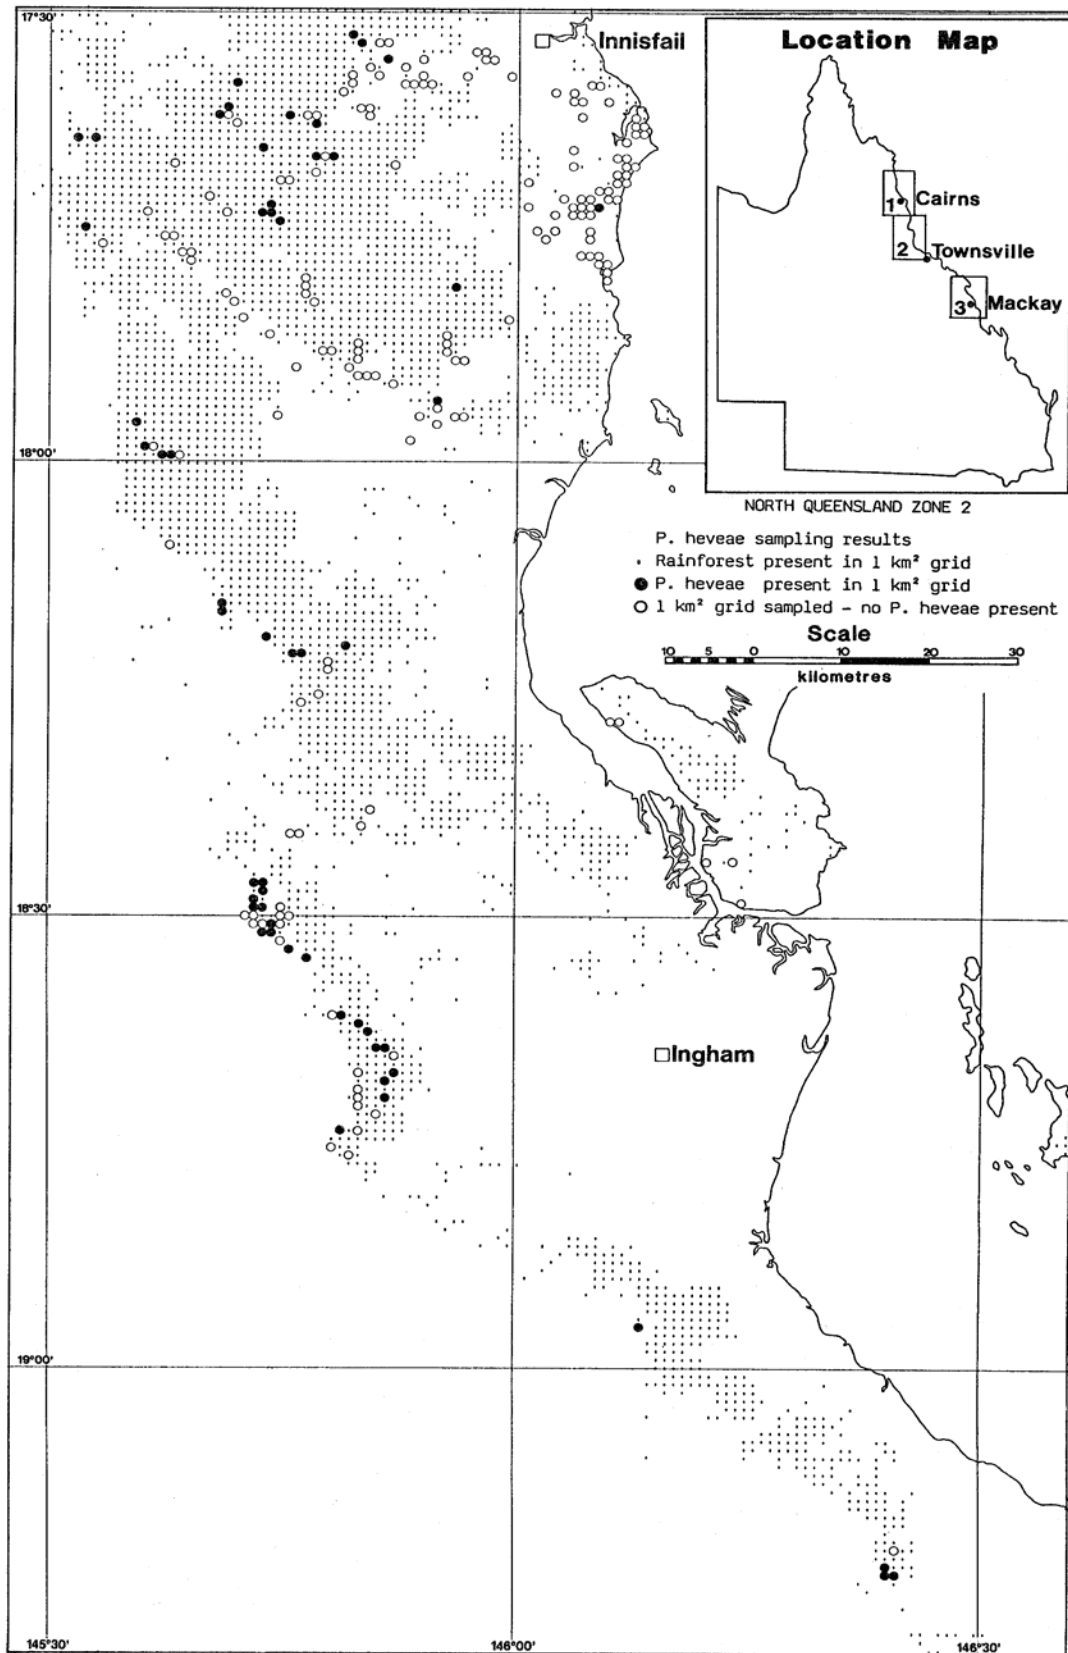 17°30'
Innisfail
Location Map
1 Cairns
2 Townsville
3 Mackay
18°00'
NORTH QUEENSLAND ZONE 2
P. heveae sampling results
Rainforest present in 1 km² grid
P. heveae present in 1 km² grid
1 km² grid sampled - no P. heveae present
Scale
10 5 0 10 20 30
kilometres
18°30'
Ingham
19°00'
145°30' 146°00' 146°30'